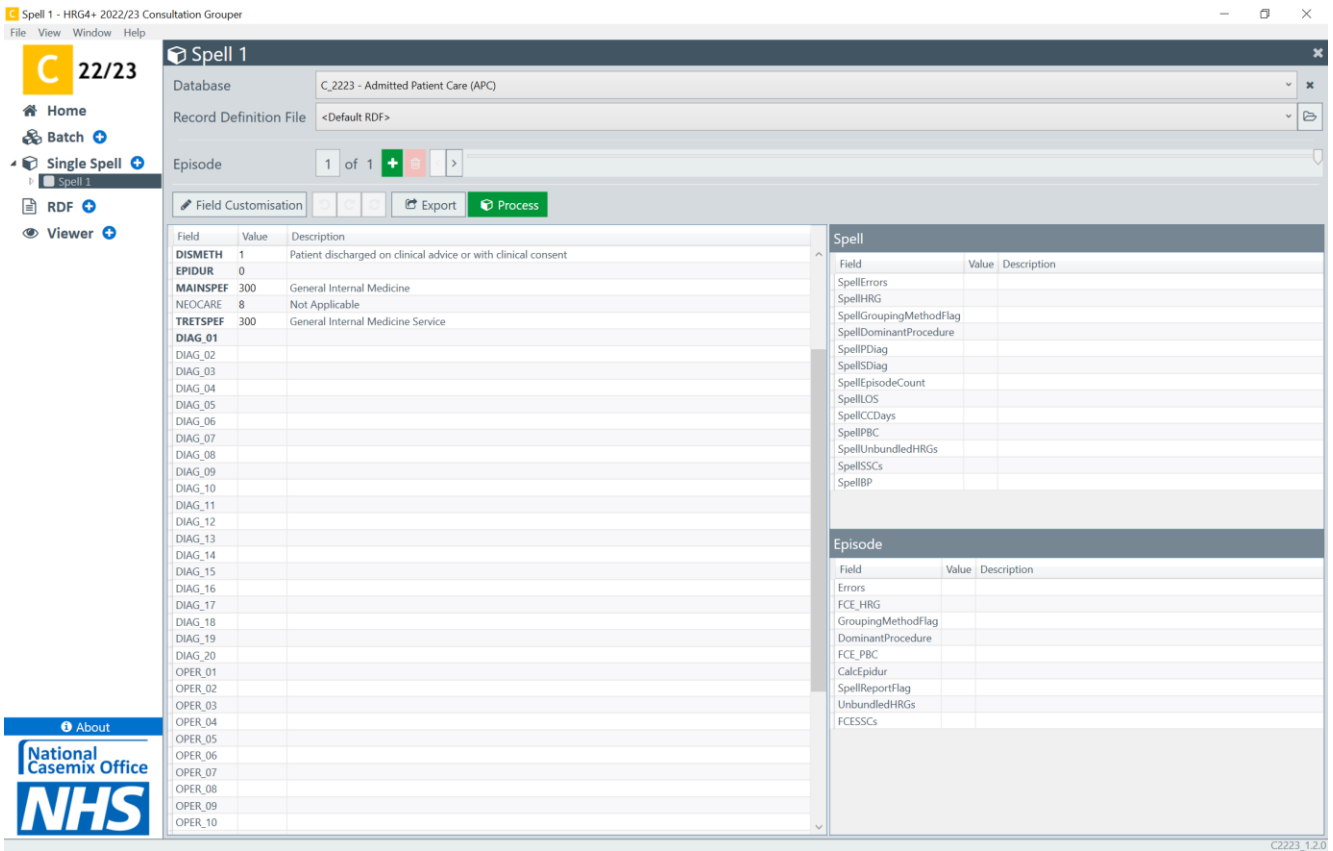 C Spell 1 - HRG4+ 2022/23 Consultation Grouper
File View Window Help
C 22/23
Home
Batch
Single Spell
Spell 1
RDF
Viewer
About
National
Casemix Office
NHS
Spell 1
Database C_2223 - Admitted Patient Care (APC)
Record Definition File <Default RDF>
Episode 1 of 1
Field Customisation Export Process
Field Value Description
DISMETH 1 Patient discharged on clinical advice or with clinical consent
EPIDUR 0
MAINSPEF 300 General Internal Medicine
NEOCARE 8 Not Applicable
TRETSPEF 300 General Internal Medicine Service
DIAG_01
DIAG_02
DIAG_03
DIAG_04
DIAG_05
DIAG_06
DIAG_07
DIAG_08
DIAG_09
DIAG_10
DIAG_11
DIAG_12
DIAG_13
DIAG_14
DIAG_15
DIAG_16
DIAG_17
DIAG_18
DIAG_19
DIAG_20
OPER_01
OPER_02
OPER_03
OPER_04
OPER_05
OPER_06
OPER_07
OPER_08
OPER_09
OPER_10
Spell
Field Value Description
SpellErrors
SpellHRG
SpellGroupingMethodFlag
SpellDominantProcedure
SpellPDiag
SpellSDiag
SpellEpisodeCount
SpellLOS
SpellCCDays
SpellPBC
SpellUnbundledHRGs
SpellSSCs
SpellBP
Episode
Field Value Description
Errors
FCE_HRG
GroupingMethodFlag
DominantProcedure
FCE_PBC
CalcEpidur
SpellReportFlag
UnbundledHRGs
FCESSCs
C2223_1.2.0